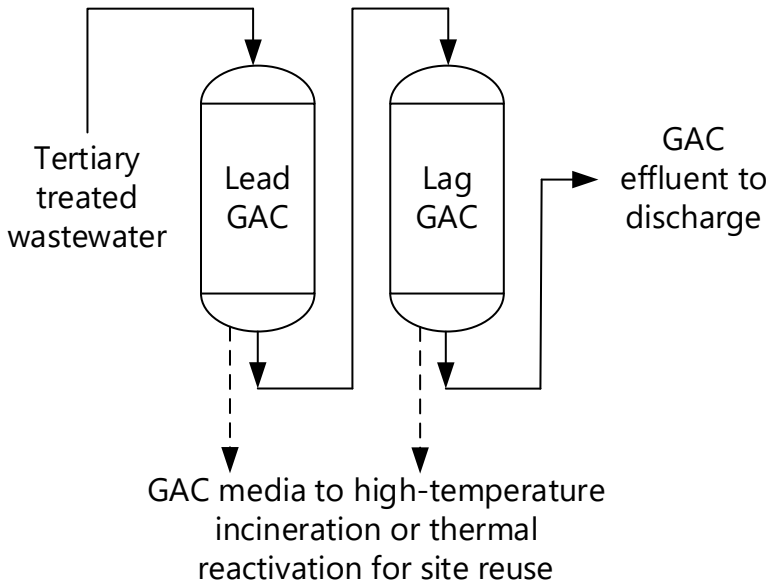 Tertiary
treated
wastewater
Lead
GAC
Lag
GAC
GAC
effluent to
discharge
GAC media to high-temperature
incineration or thermal
reactivation for site reuse